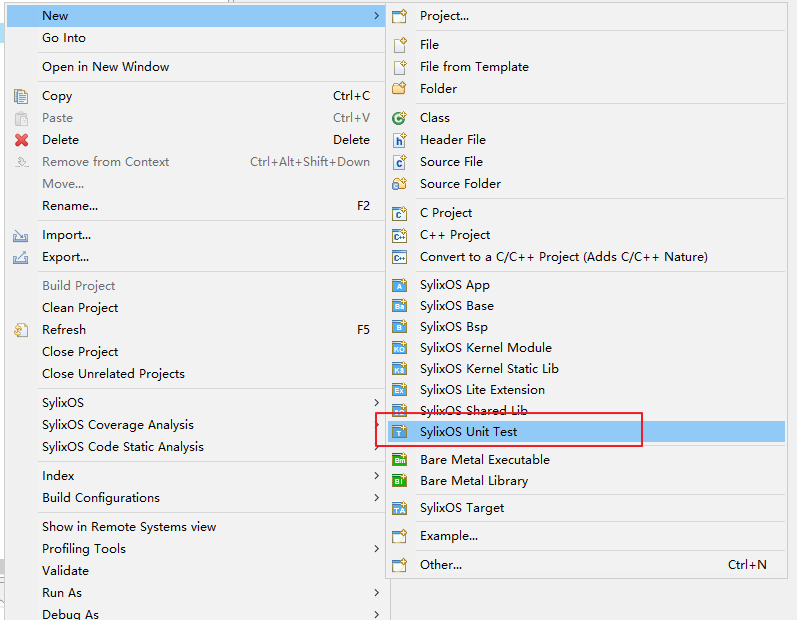 New
Go Into
Open in New Window
Copy Ctrl+C
Paste Ctrl+V
Delete Delete
Remove from Context Ctrl+Alt+Shift+Down
Move...
Rename... F2
Import...
Export...
Build Project
Clean Project
Refresh F5
Close Project
Close Unrelated Projects
SylixOS
SylixOS Coverage Analysis
SylixOS Code Static Analysis
Index
Build Configurations
Show in Remote Systems view
Profiling Tools
Validate
Run As
Debug As
Project...
File
File from Template
Folder
Class
Header File
Source File
Source Folder
C Project
C++ Project
Convert to a C/C++ Project (Adds C/C++ Nature)
SylixOS App
SylixOS Base
SylixOS Bsp
SylixOS Kernel Module
SylixOS Kernel Static Lib
SylixOS Lite Extension
SylixOS Shared Lib
SylixOS Unit Test
Bare Metal Executable
Bare Metal Library
SylixOS Target
Example...
Other... Ctrl+N